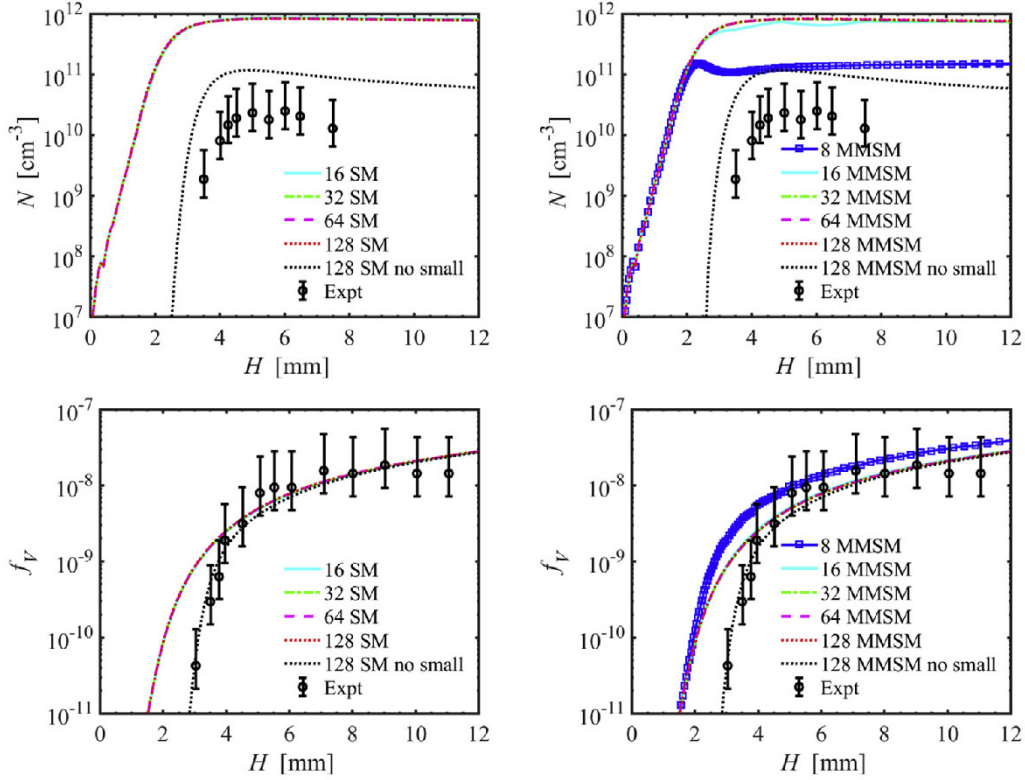 10^12
10^11
10^10
10^9
10^8
10^7
N [cm^-3]
16 SM
32 SM
64 SM
128 SM
128 SM no small
Expt
0 2 4 6 8 10 12
H [mm]
10^12
10^11
10^10
10^9
10^8
10^7
N [cm^-3]
8 MMSM
16 MMSM
32 MMSM
64 MMSM
128 MMSM
128 MMSM no small
Expt
0 2 4 6 8 10 12
H [mm]
10^-7
10^-8
10^-9
10^-10
10^-11
f_V
16 SM
32 SM
64 SM
128 SM
128 SM no small
Expt
0 2 4 6 8 10 12
H [mm]
10^-7
10^-8
10^-9
10^-10
10^-11
f_V
8 MMSM
16 MMSM
32 MMSM
64 MMSM
128 MMSM
128 MMSM no small
Expt
0 2 4 6 8 10 12
H [mm]